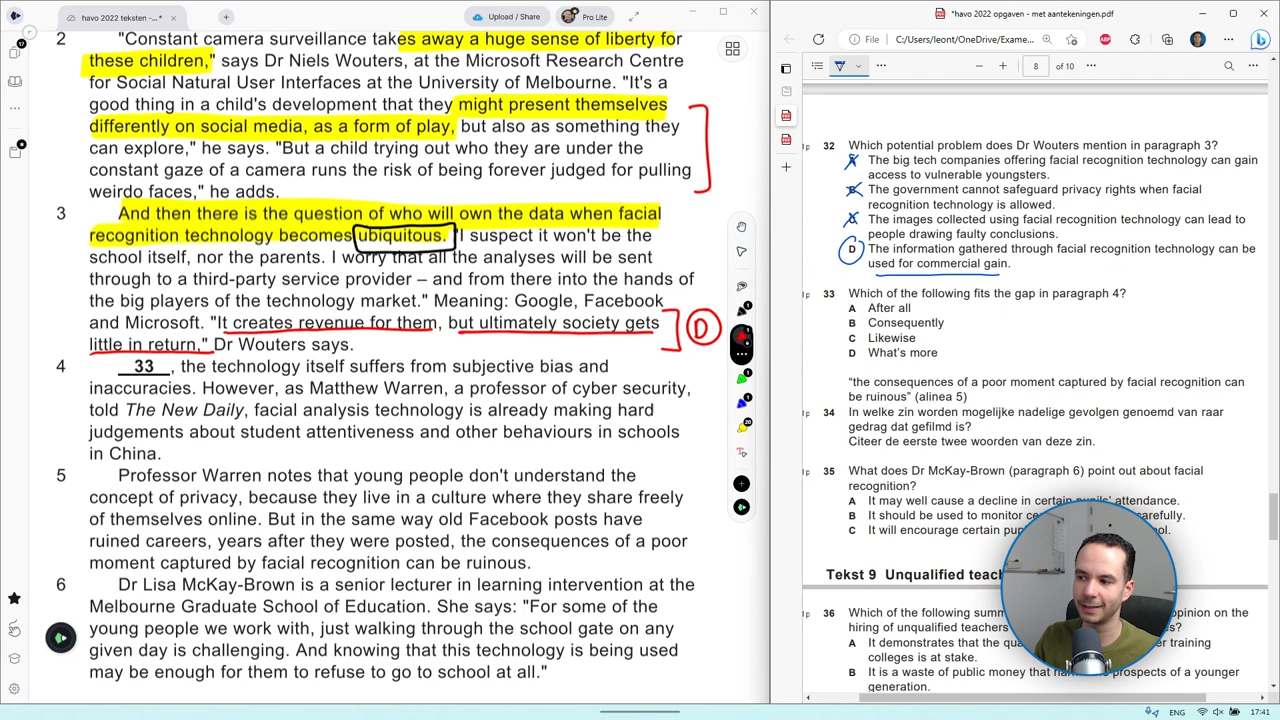 havo 2022 teksten -... *
Upload / Share
Pro Lite
*havo 2022 opgaven - met aantekeningen.pdf
File
C:/Users/leont/OneDrive/Exame...
8
of 10
2 "Constant camera surveillance takes away a huge sense of liberty for
these children," says Dr Niels Wouters, at the Microsoft Research Centre
for Social Natural User Interfaces at the University of Melbourne. "It's a
good thing in a child's development that they might present themselves
differently on social media, as a form of play, but also as something they
can explore," he says. "But a child trying out who they are under the
constant gaze of a camera runs the risk of being forever judged for pulling
weirdo faces," he adds.
3 And then there is the question of who will own the data when facial
recognition technology becomes ubiquitous. "I suspect it won't be the
school itself, nor the parents. I worry that all the analyses will be sent
through to a third-party service provider – and from there into the hands of
the big players of the technology market." Meaning: Google, Facebook
and Microsoft. "It creates revenue for them, but ultimately society gets
little in return," Dr Wouters says.
D
4 33 , the technology itself suffers from subjective bias and
inaccuracies. However, as Matthew Warren, a professor of cyber security,
told The New Daily, facial analysis technology is already making hard
judgements about student attentiveness and other behaviours in schools
in China.
5 Professor Warren notes that young people don't understand the
concept of privacy, because they live in a culture where they share freely
of themselves online. But in the same way old Facebook posts have
ruined careers, years after they were posted, the consequences of a poor
moment captured by facial recognition can be ruinous.
6 Dr Lisa McKay-Brown is a senior lecturer in learning intervention at the
Melbourne Graduate School of Education. She says: "For some of the
young people we work with, just walking through the school gate on any
given day is challenging. And knowing that this technology is being used
may be enough for them to refuse to go to school at all."
1p 32 Which potential problem does Dr Wouters mention in paragraph 3?
A The big tech companies offering facial recognition technology can gain
access to vulnerable youngsters.
B The government cannot safeguard privacy rights when facial
recognition technology is allowed.
C The images collected using facial recognition technology can lead to
people drawing faulty conclusions.
D The information gathered through facial recognition technology can be
used for commercial gain.
1p 33 Which of the following fits the gap in paragraph 4?
A After all
B Consequently
C Likewise
D What's more
"the consequences of a poor moment captured by facial recognition can
be ruinous" (alinea 5)
1p 34 In welke zin worden mogelijke nadelige gevolgen genoemd van raar
gedrag dat gefilmd is?
Citeer de eerste twee woorden van deze zin.
1p 35 What does Dr McKay-Brown (paragraph 6) point out about facial
recognition?
A It may well cause a decline in certain pupils' attendance.
B It should be used to monitor carefully.
C It will encourage certain
Tekst 9 Unqualified
1p 36 Which of the following opinion on the
hiring of unqualified teachers
A It demonstrates that the training
colleges is at stake.
B It is a waste of public money that prospects of a younger
generation.
ENG
17:41